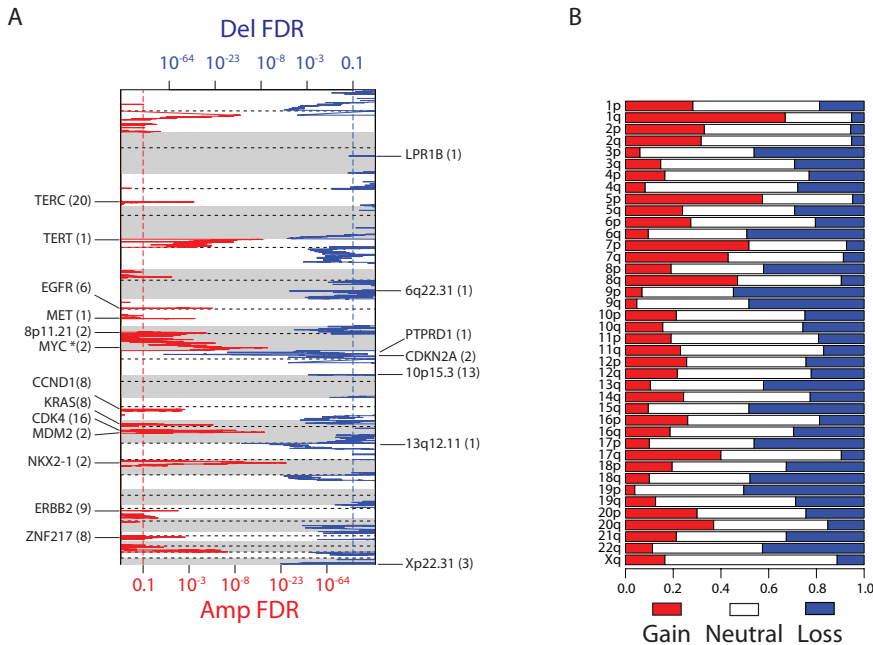 A
Del FDR
10-64 10-23 10-8 10-3 0.1
LPR1B (1)
TERC (20)
TERT (1)
EGFR (6)
6q22.31 (1)
MET (1)
8p11.21 (2)
PTPRD1 (1)
MYC *(2)
CDKN2A (2)
10p15.3 (13)
CCND1(8)
KRAS(8)
CDK4 (16)
MDM2 (2)
13q12.11 (1)
NKX2-1 (2)
ERBB2 (9)
ZNF217 (8)
Xp22.31 (3)
0.1 10-3 10-8 10-23 10-64
Amp FDR
B
1p
1q
2p
2q
3p
3q
4p
4q
5p
5q
6p
6q
7p
7q
8p
8q
9p
9q
10p
10q
11p
11q
12p
12q
13q
14q
15q
16p
16q
17p
17q
18p
18q
19p
19q
20p
20q
21q
22q
Xq
0.0 0.2 0.4 0.6 0.8 1.0
Gain Neutral Loss